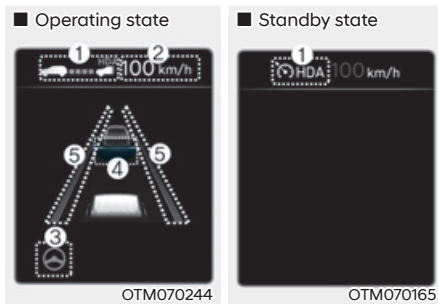 ■ Operating state
① ②
HDA
100 km/h
⑤ ④ ⑤
③
OTM070244
■ Standby state
①
HDA 100 km/h
OTM070165